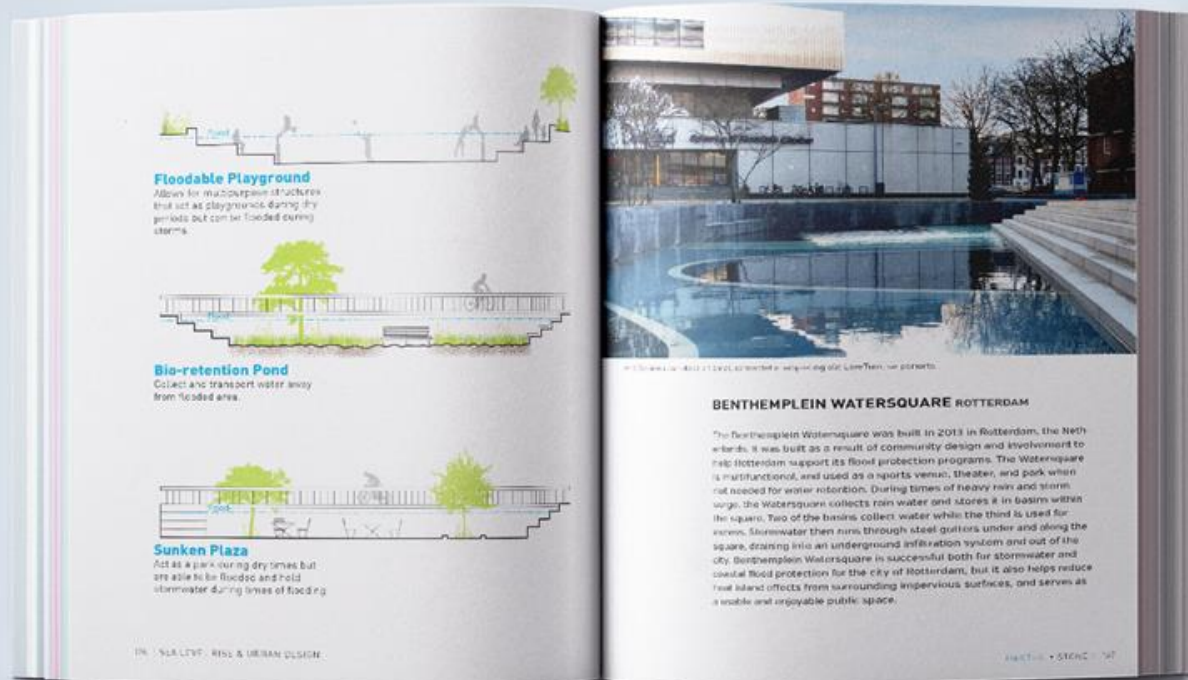 Flood
Floodable Playground
Allows for multipurpose structures
that act as playgrounds during dry
periods but can be flooded during
storms.
Flood
Bio-retention Pond
Collect and transport water away
from flooded area.
Flood
Sunken Plaza
Act as a park during dry times but
are able to be flooded and hold
stormwater during times of flooding
SEA LEVEL RISE & URBAN DESIGN
BENTHEMPLEIN WATERSQUARE ROTTERDAM
The Benthemplein Watersquare was built in 2013 in Rotterdam, the Neth
erlands. It was built as a result of community design and involvement to
help Rotterdam support its flood protection programs. The Watersquare
is multifunctional, and used as a sports venue, theater, and park when
not needed for water retention. During times of heavy rain and storm
surge, the Watersquare collects rain water and stores it in basins within
the square. Two of the basins collect water while the third is used for
excess. Stormwater then runs through steel gutters under and along the
square, draining into an underground infiltration system and out of the
city. Benthemplein Watersquare is successful both for stormwater and
coastal flood protection for the city of Rotterdam, but it also helps reduce
heat island effects from surrounding impervious surfaces, and serves as
a usable and enjoyable public space.